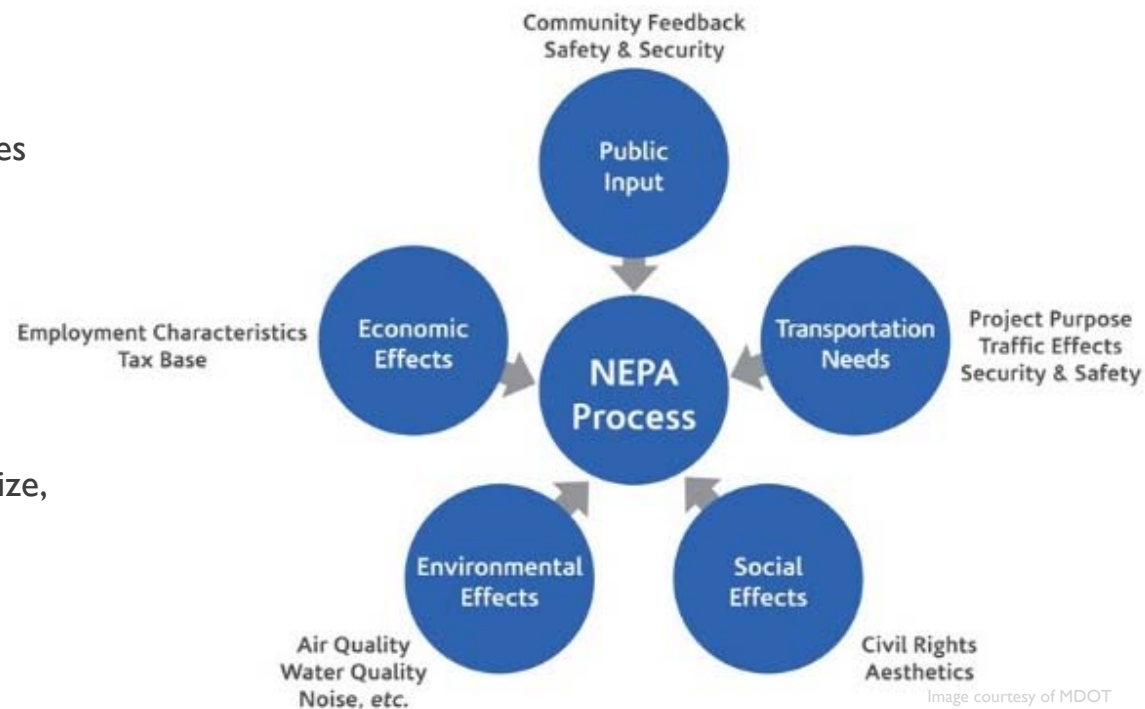 Community Feedback
Safety & Security
Public
Input
es
Employment Characteristics
Tax Base
Economic
Effects
NEPA
Process
Transportation
Needs
Project Purpose
Traffic Effects
Security & Safety
ize,
Environmental
Effects
Social
Effects
Air Quality
Water Quality
Noise, etc.
Civil Rights
Aesthetics
Image courtesy of MDOT